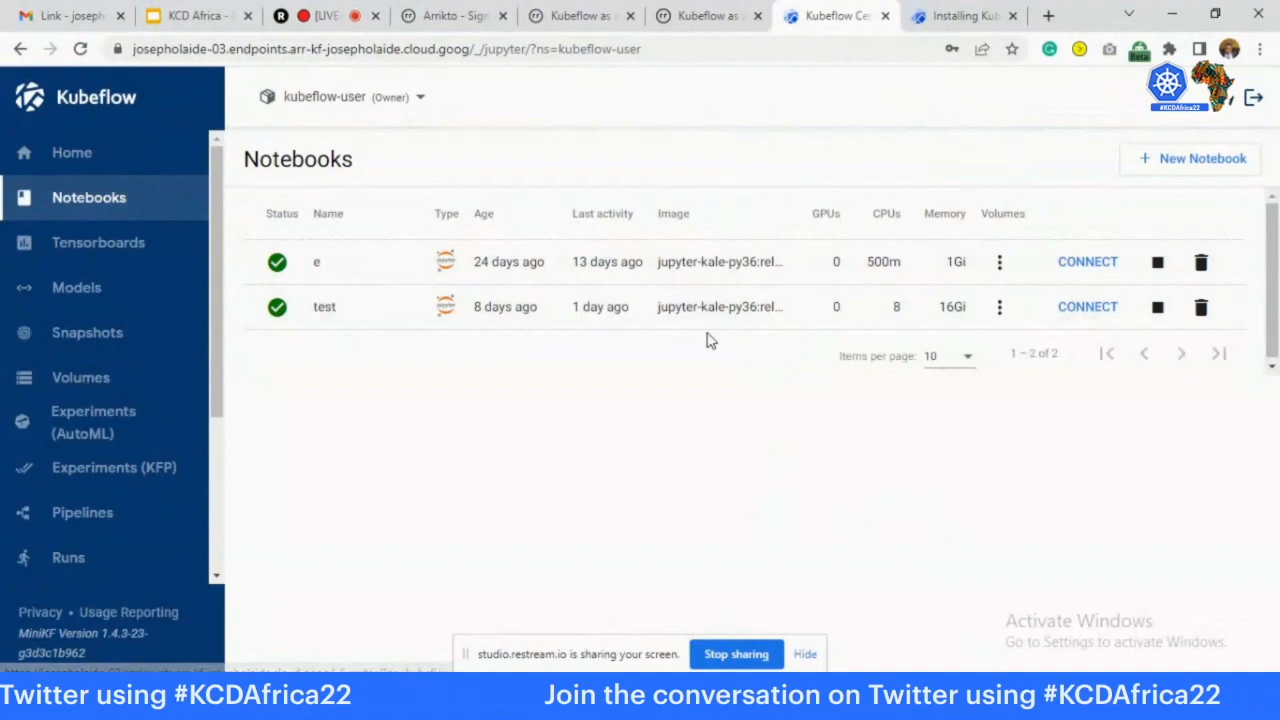 Link - joseph
KCD Africa -
[LIVE]
Arrikto - Sign
Kubeflow as
Kubeflow as
Kubeflow Cen
Installing Kub
josepholaide-03.endpoints.arr-kf-josepholaide.cloud.goog/_/jupyter/?ns=kubeflow-user
Beta
Kubeflow
kubeflow-user (Owner)
#KCDAfrica22
Home
Notebooks
Tensorboards
Models
Snapshots
Volumes
Experiments
(AutoML)
Experiments (KFP)
Pipelines
Runs
Privacy • Usage Reporting
MiniKF Version 1.4.3-23-
g3d3c1b962
Notebooks
+ New Notebook
Status Name Type Age Last activity Image GPUs CPUs Memory Volumes
e jupyter 24 days ago 13 days ago jupyter-kale-py36:rel... 0 500m 1Gi CONNECT
test jupyter 8 days ago 1 day ago jupyter-kale-py36:rel... 0 8 16Gi CONNECT
Items per page: 10 1 – 2 of 2
Activate Windows
Go to Settings to activate Windows.
studio.restream.io is sharing your screen. Stop sharing Hide
Twitter using #KCDAfrica22 Join the conversation on Twitter using #KCDAfrica22